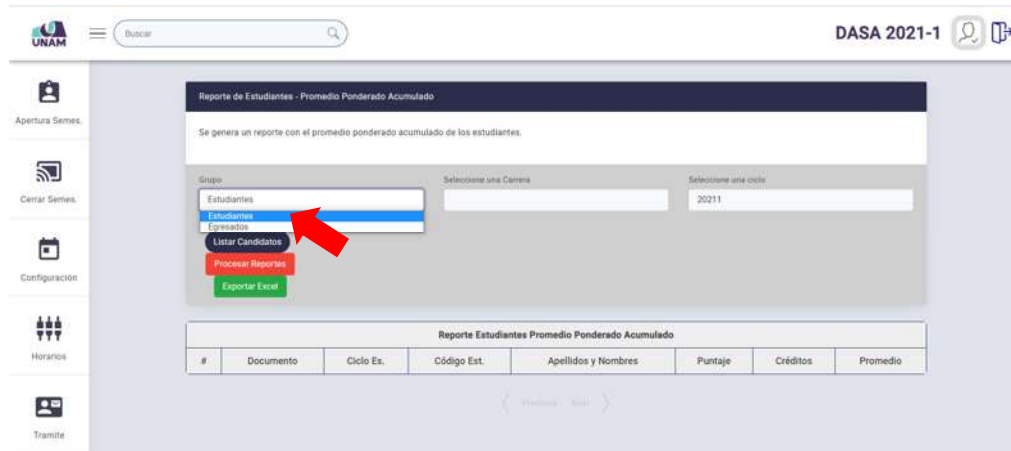 UNAM
Buscar
DASA 2021-1
Apertura Semes.
Cerrar Semes.
Configuración
Horarios
Tramite
Reporte de Estudiantes - Promedio Ponderado Acumulado
Se genera un reporte con el promedio ponderado acumulado de los estudiantes.
Grupo
Seleccione una Carrera
Seleccione una ciclo
Estudiantes
20211
Estudiantes
Egresados
Listar Candidatos
Procesar Reportes
Exportar Excel
Reporte Estudiantes Promedio Ponderado Acumulado
# Documento Ciclo Es. Código Est. Apellidos y Nombres Puntaje Créditos Promedio
Previous Next